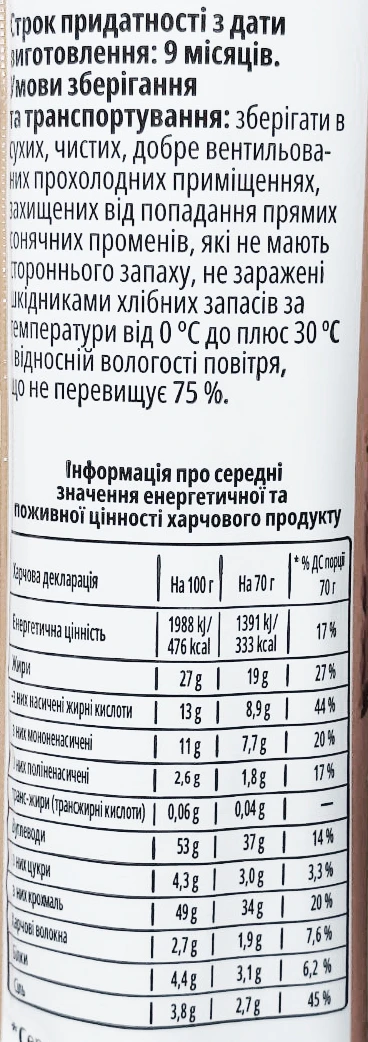 Строк придатності з дати
виготовлення: 9 місяців.
Умови зберігання
та транспортування: зберігати в
сухих, чистих, добре вентильова-
них прохолодних приміщеннях,
захищених від попадання прямих
сонячних променів, які не мають
стороннього запаху, не заражені
шкідниками хлібних запасів за
температури від 0 °C до плюс 30 °C
відносній вологості повітря,
що не перевищує 75 %.
Інформація про середні
значення енергетичної та
поживної цінності харчового продукту
Харчова декларація На 100 г На 70 г *% ДС порції 70 г
Енергетична цінність 1988 kJ/ 476 kcal 1391 kJ/ 333 kcal 17 %
Жири 27 g 19 g 27 %
з них насичені жирні кислоти 13 g 8,9 g 44 %
з них мононенасичені 11 g 7,7 g 20 %
з них поліненасичені 2,6 g 1,8 g 17 %
транс-жири (трансжирні кислоти) 0,06 g 0,04 g —
Вуглеводи 53 g 37 g 14 %
з них цукри 4,3 g 3,0 g 3,3 %
з них крохмаль 49 g 34 g 20 %
Харчові волокна 2,7 g 1,9 g 7,6 %
Білки 4,4 g 3,1 g 6,2 %
Сіль 3,8 g 2,7 g 45 %